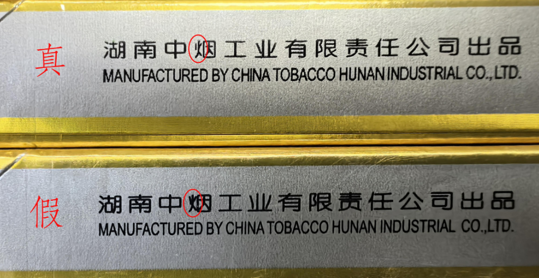 真
湖南中烟工业有限责任公司出品
MANUFACTURED BY CHINA TOBACCO HUNAN INDUSTRIAL CO.,LTD.
假
湖南中烟工业有限责任公司出品
MANUFACTURED BY CHINA TOBACCO HUNAN INDUSTRIAL CO.,LTD.